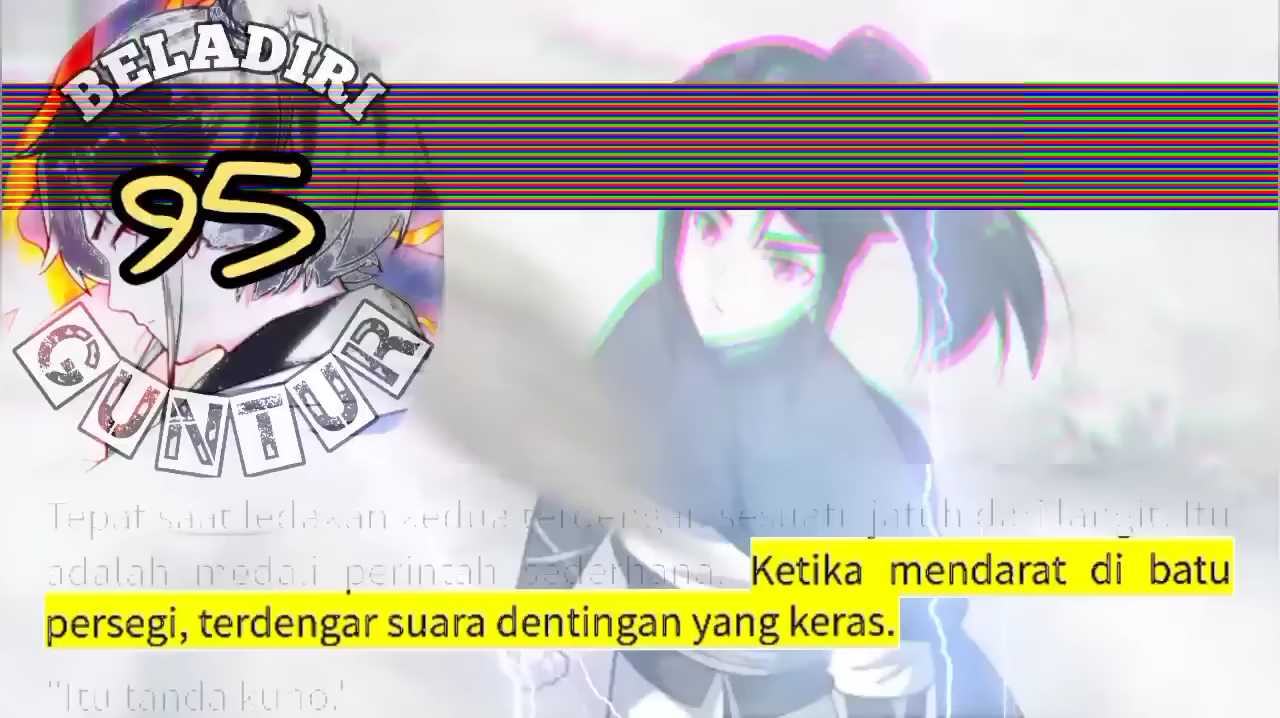 BELADIRI
95
GUNTUR
Tepat saat ledakan kedua terdengar, sesuatu jatuh dari langit. Itu
adalah medali perintah sederhana. Ketika mendarat di batu
persegi, terdengar suara dentingan yang keras.
"Itu tanda kuno."